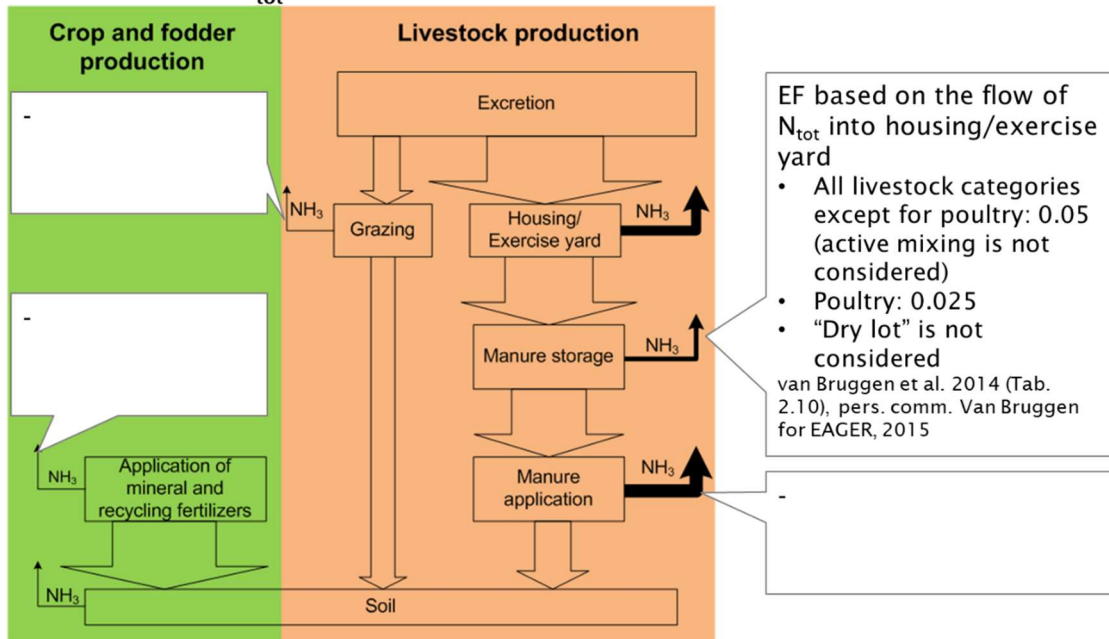 tot
Crop and fodder
production
Livestock production
-
Excretion
NH3
Grazing
Housing/
Exercise yard
NH3
EF based on the flow of
Ntot into housing/exercise
yard
• All livestock categories
except for poultry: 0.05
(active mixing is not
considered)
• Poultry: 0.025
• “Dry lot” is not
considered
van Bruggen et al. 2014 (Tab.
2.10), pers. comm. Van Bruggen
for EAGER, 2015
-
Manure storage
NH3
NH3
Application of
mineral and
recycling fertilizers
Manure
application
NH3
-
NH3
Soil